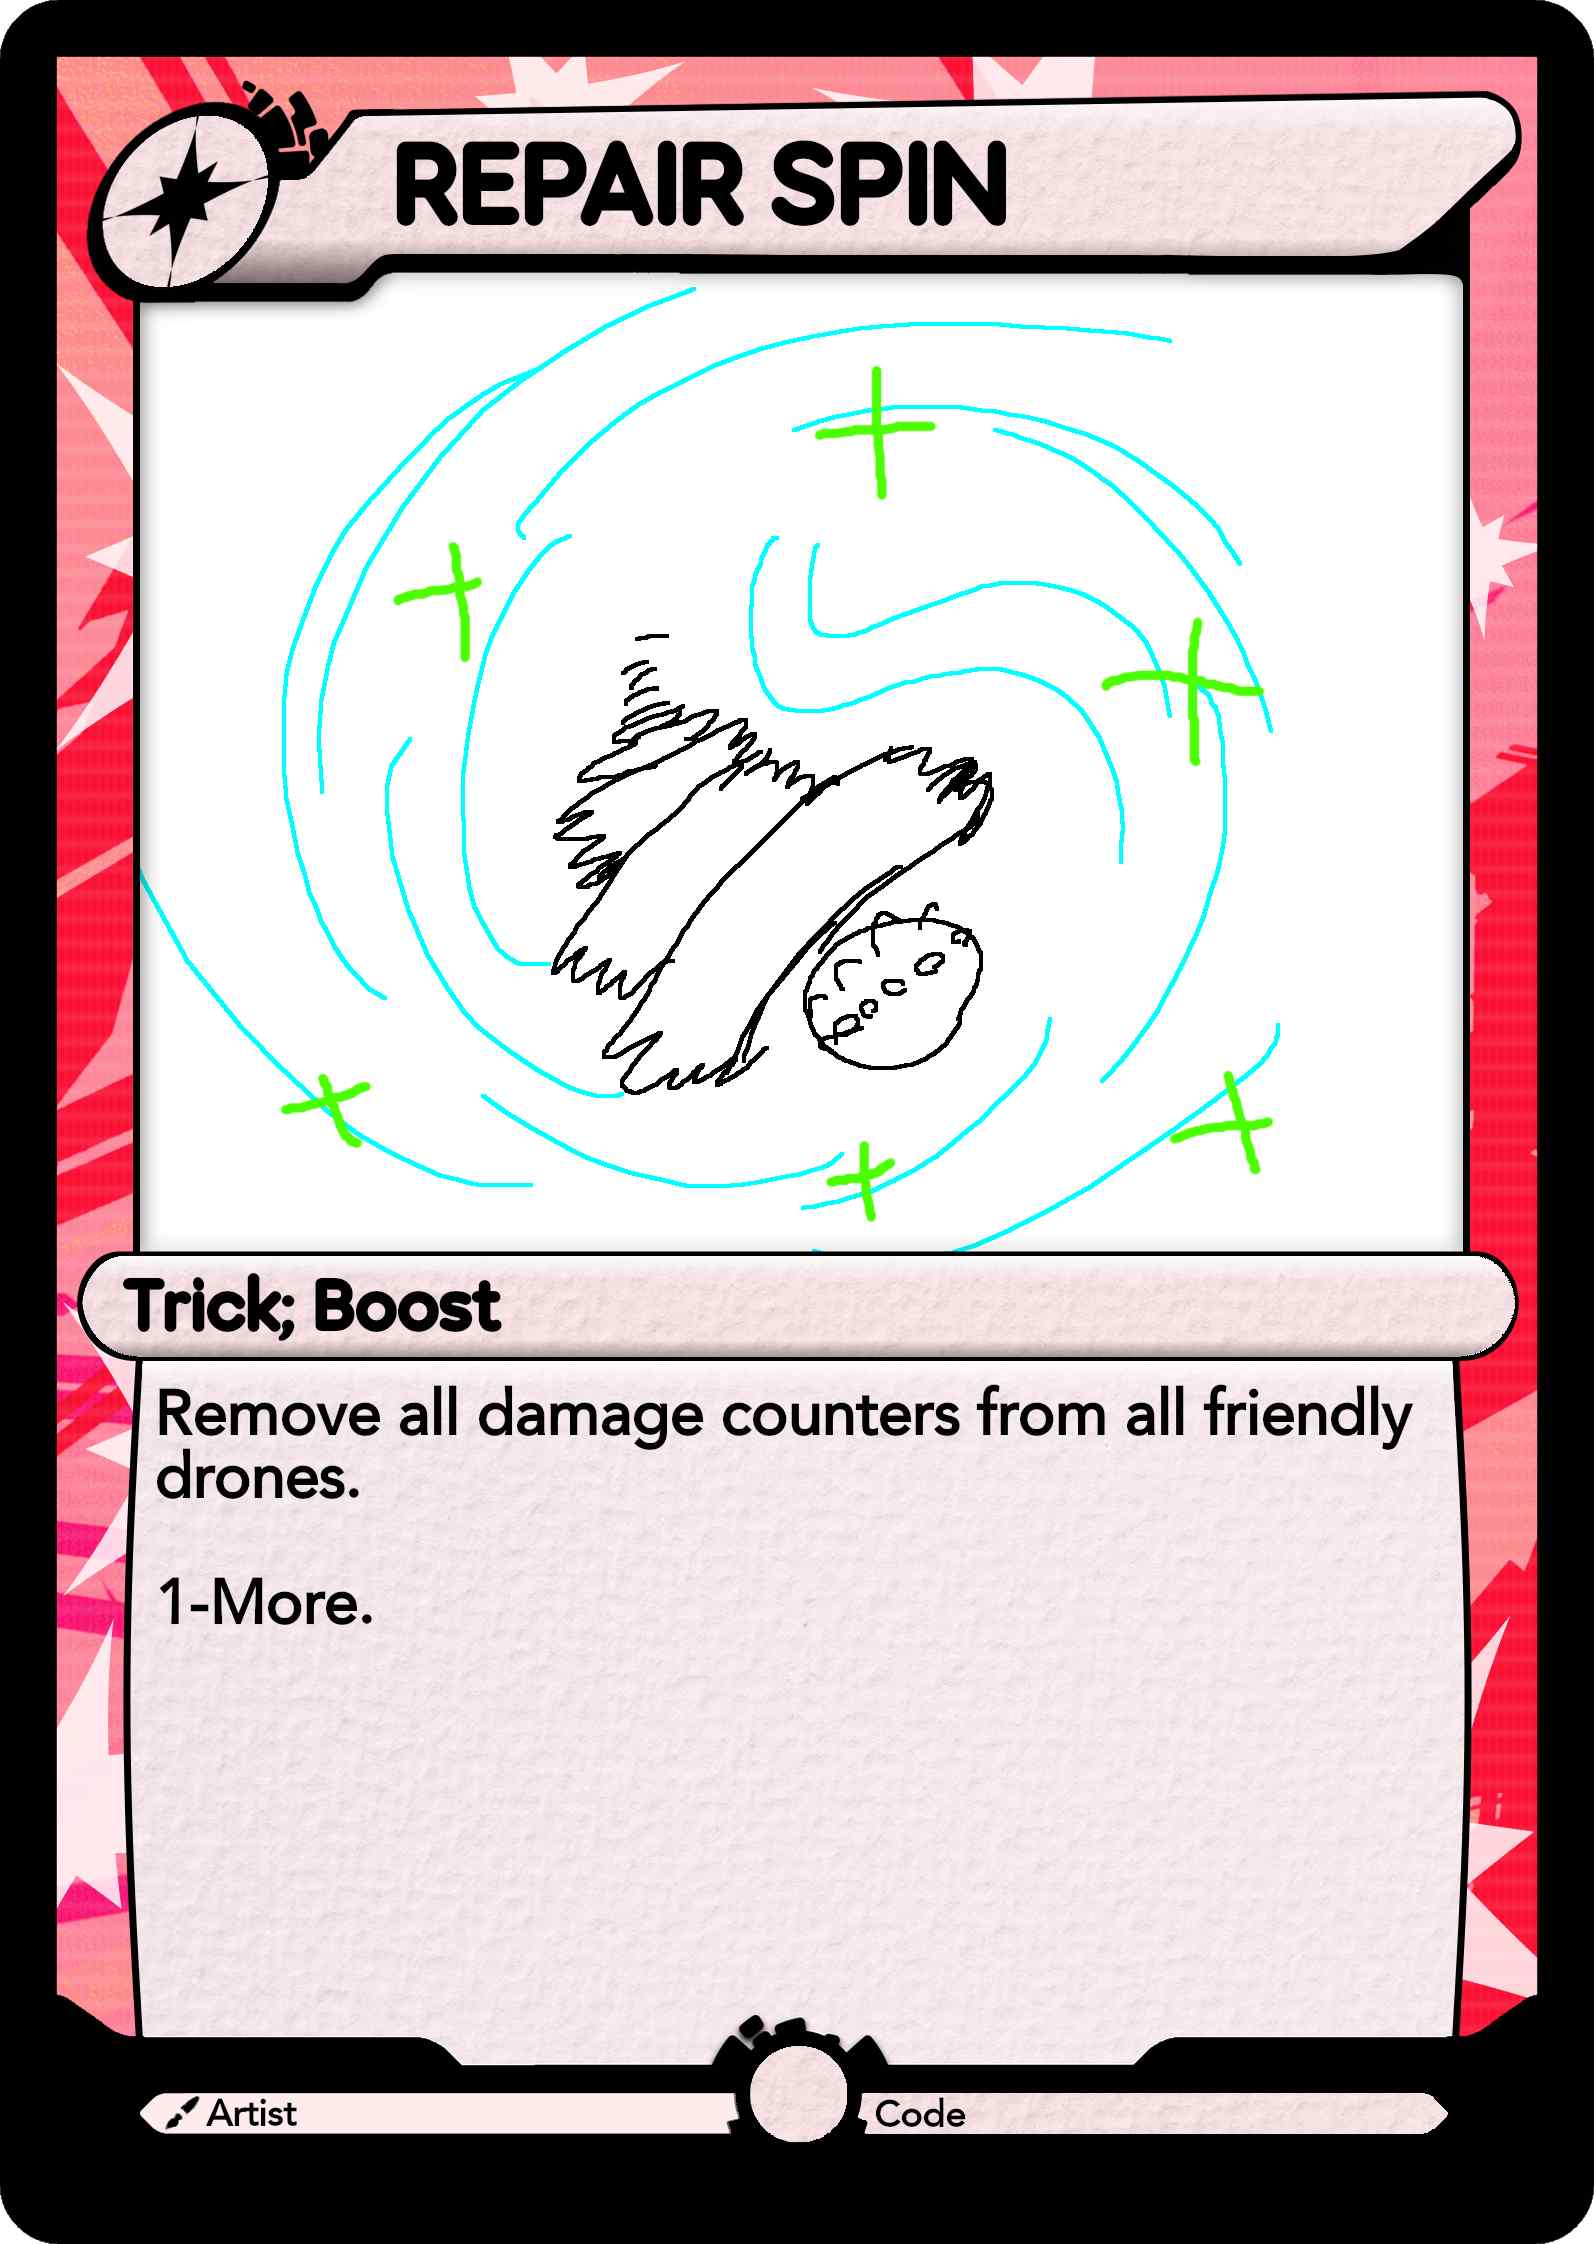 REPAIR SPIN
Trick; Boost
Remove all damage counters from all friendly
drones.
1-More.
Artist
Code